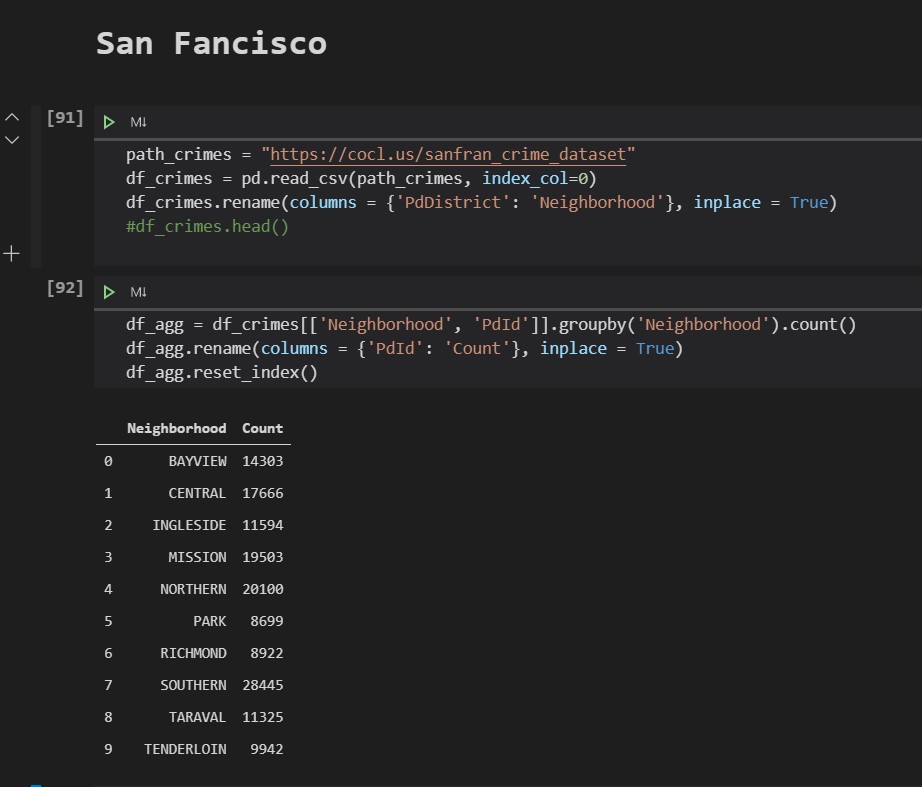 San Fancisco
[91]
M↓
path_crimes = "https://cocl.us/sanfran_crime_dataset"
df_crimes = pd.read_csv(path_crimes, index_col=0)
df_crimes.rename(columns = {'PdDistrict': 'Neighborhood'}, inplace = True)
#df_crimes.head()
[92]
M↓
df_agg = df_crimes[['Neighborhood', 'PdId']].groupby('Neighborhood').count()
df_agg.rename(columns = {'PdId': 'Count'}, inplace = True)
df_agg.reset_index()
Neighborhood Count
0 BAYVIEW 14303
1 CENTRAL 17666
2 INGLESIDE 11594
3 MISSION 19503
4 NORTHERN 20100
5 PARK 8699
6 RICHMOND 8922
7 SOUTHERN 28445
8 TARAVAL 11325
9 TENDERLOIN 9942